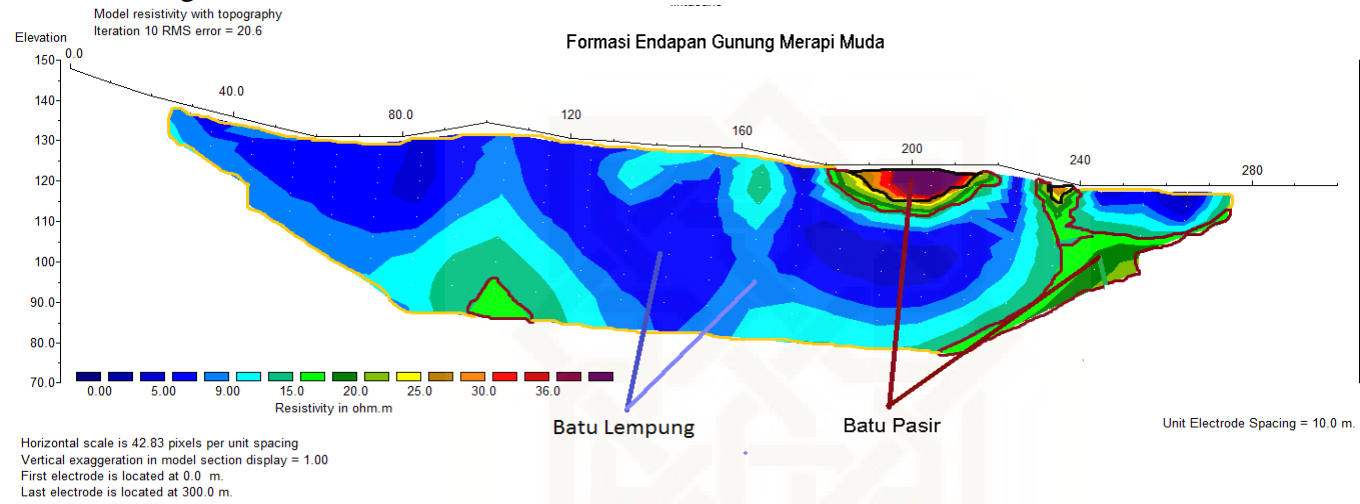 Model resistivity with topography
Iteration 10 RMS error = 20.6
Formasi Endapan Gunung Merapi Muda
Elevation
0.0
150
40.0
140
80.0
120
160
200
240
280
130
120
110
100
90.0
80.0
70.0
0.00 5.00 9.00 15.0 20.0 25.0 30.0 36.0
Resistivity in ohm.m
Batu Lempung
Batu Pasir
Unit Electrode Spacing = 10.0 m.
Horizontal scale is 42.83 pixels per unit spacing
Vertical exaggeration in model section display = 1.00
First electrode is located at 0.0 m.
Last electrode is located at 300.0 m.